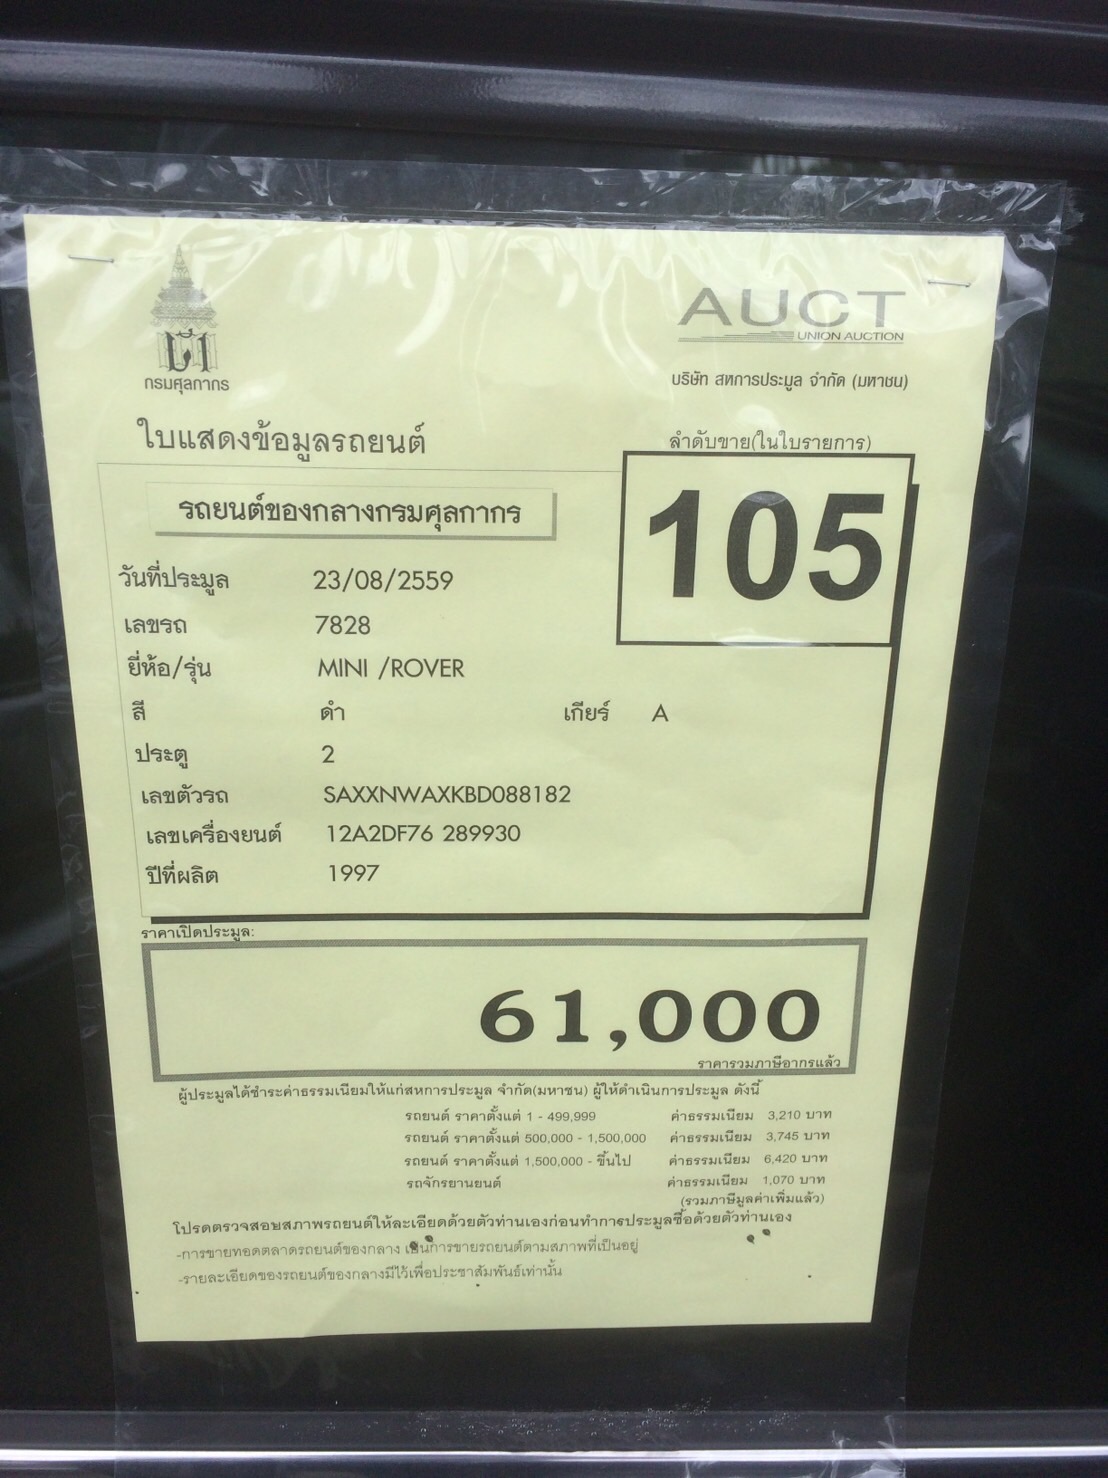 กรมศุลกากร
AUCT
UNION AUCTION
บริษัท สหการประมูล จำกัด (มหาชน)
ใบแสดงข้อมูลรถยนต์
ลำดับขาย(ในใบรายการ)
รถยนต์ของกลางกรมศุลกากร
105
วันที่ประมูล 23/08/2559
เลขรถ 7828
ยี่ห้อ/รุ่น MINI /ROVER
สี ดำ เกียร์ A
ประตู 2
เลขตัวรถ SAXXNWAXKBD088182
เลขเครื่องยนต์ 12A2DF76 289930
ปีที่ผลิต 1997
ราคาเปิดประมูล:
61,000
ราคารวมภาษีอากรแล้ว
ผู้ประมูลได้ชำระค่าธรรมเนียมให้แก่สหการประมูล จำกัด(มหาชน) ผู้ให้ดำเนินการประมูล ดังนี้
รถยนต์ ราคาตั้งแต่ 1 - 499,999 ค่าธรรมเนียม 3,210 บาท
รถยนต์ ราคาตั้งแต่ 500,000 - 1,500,000 ค่าธรรมเนียม 3,745 บาท
รถยนต์ ราคาตั้งแต่ 1,500,000 - ขึ้นไป ค่าธรรมเนียม 6,420 บาท
รถจักรยานยนต์ ค่าธรรมเนียม 1,070 บาท
(รวมภาษีมูลค่าเพิ่มแล้ว)
โปรดตรวจสอบสภาพรถยนต์ให้ละเอียดด้วยตัวท่านเองก่อนทำการประมูลซื้อด้วยตัวท่านเอง
-การขายทอดตลาดรถยนต์ของกลาง เป็นการขายรถยนต์ตามสภาพที่เป็นอยู่
-รายละเอียดของรถยนต์ของกลางมีไว้เพื่อประชาสัมพันธ์เท่านั้น